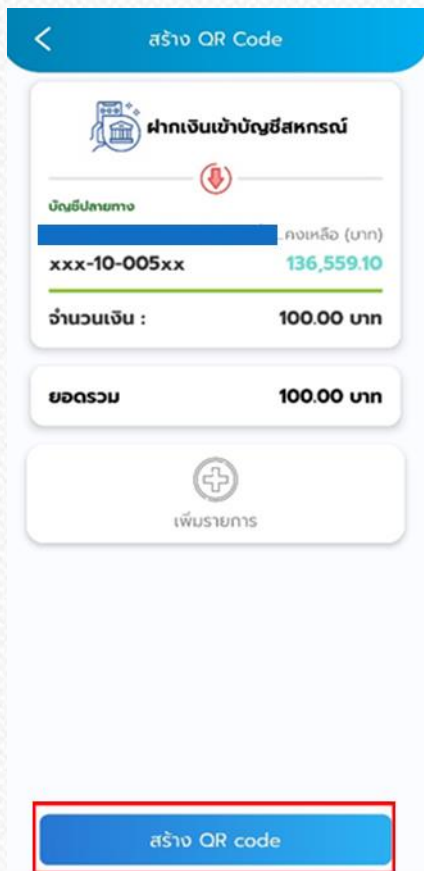 สร้าง QR Code
ฝากเงินเข้าบัญชีสหกรณ์
บัญชีปลายทาง
คงเหลือ (บาท)
xxx-10-005xx 136,559.10
จำนวนเงิน : 100.00 บาท
ยอดรวม 100.00 บาท
เพิ่มรายการ
สร้าง QR code